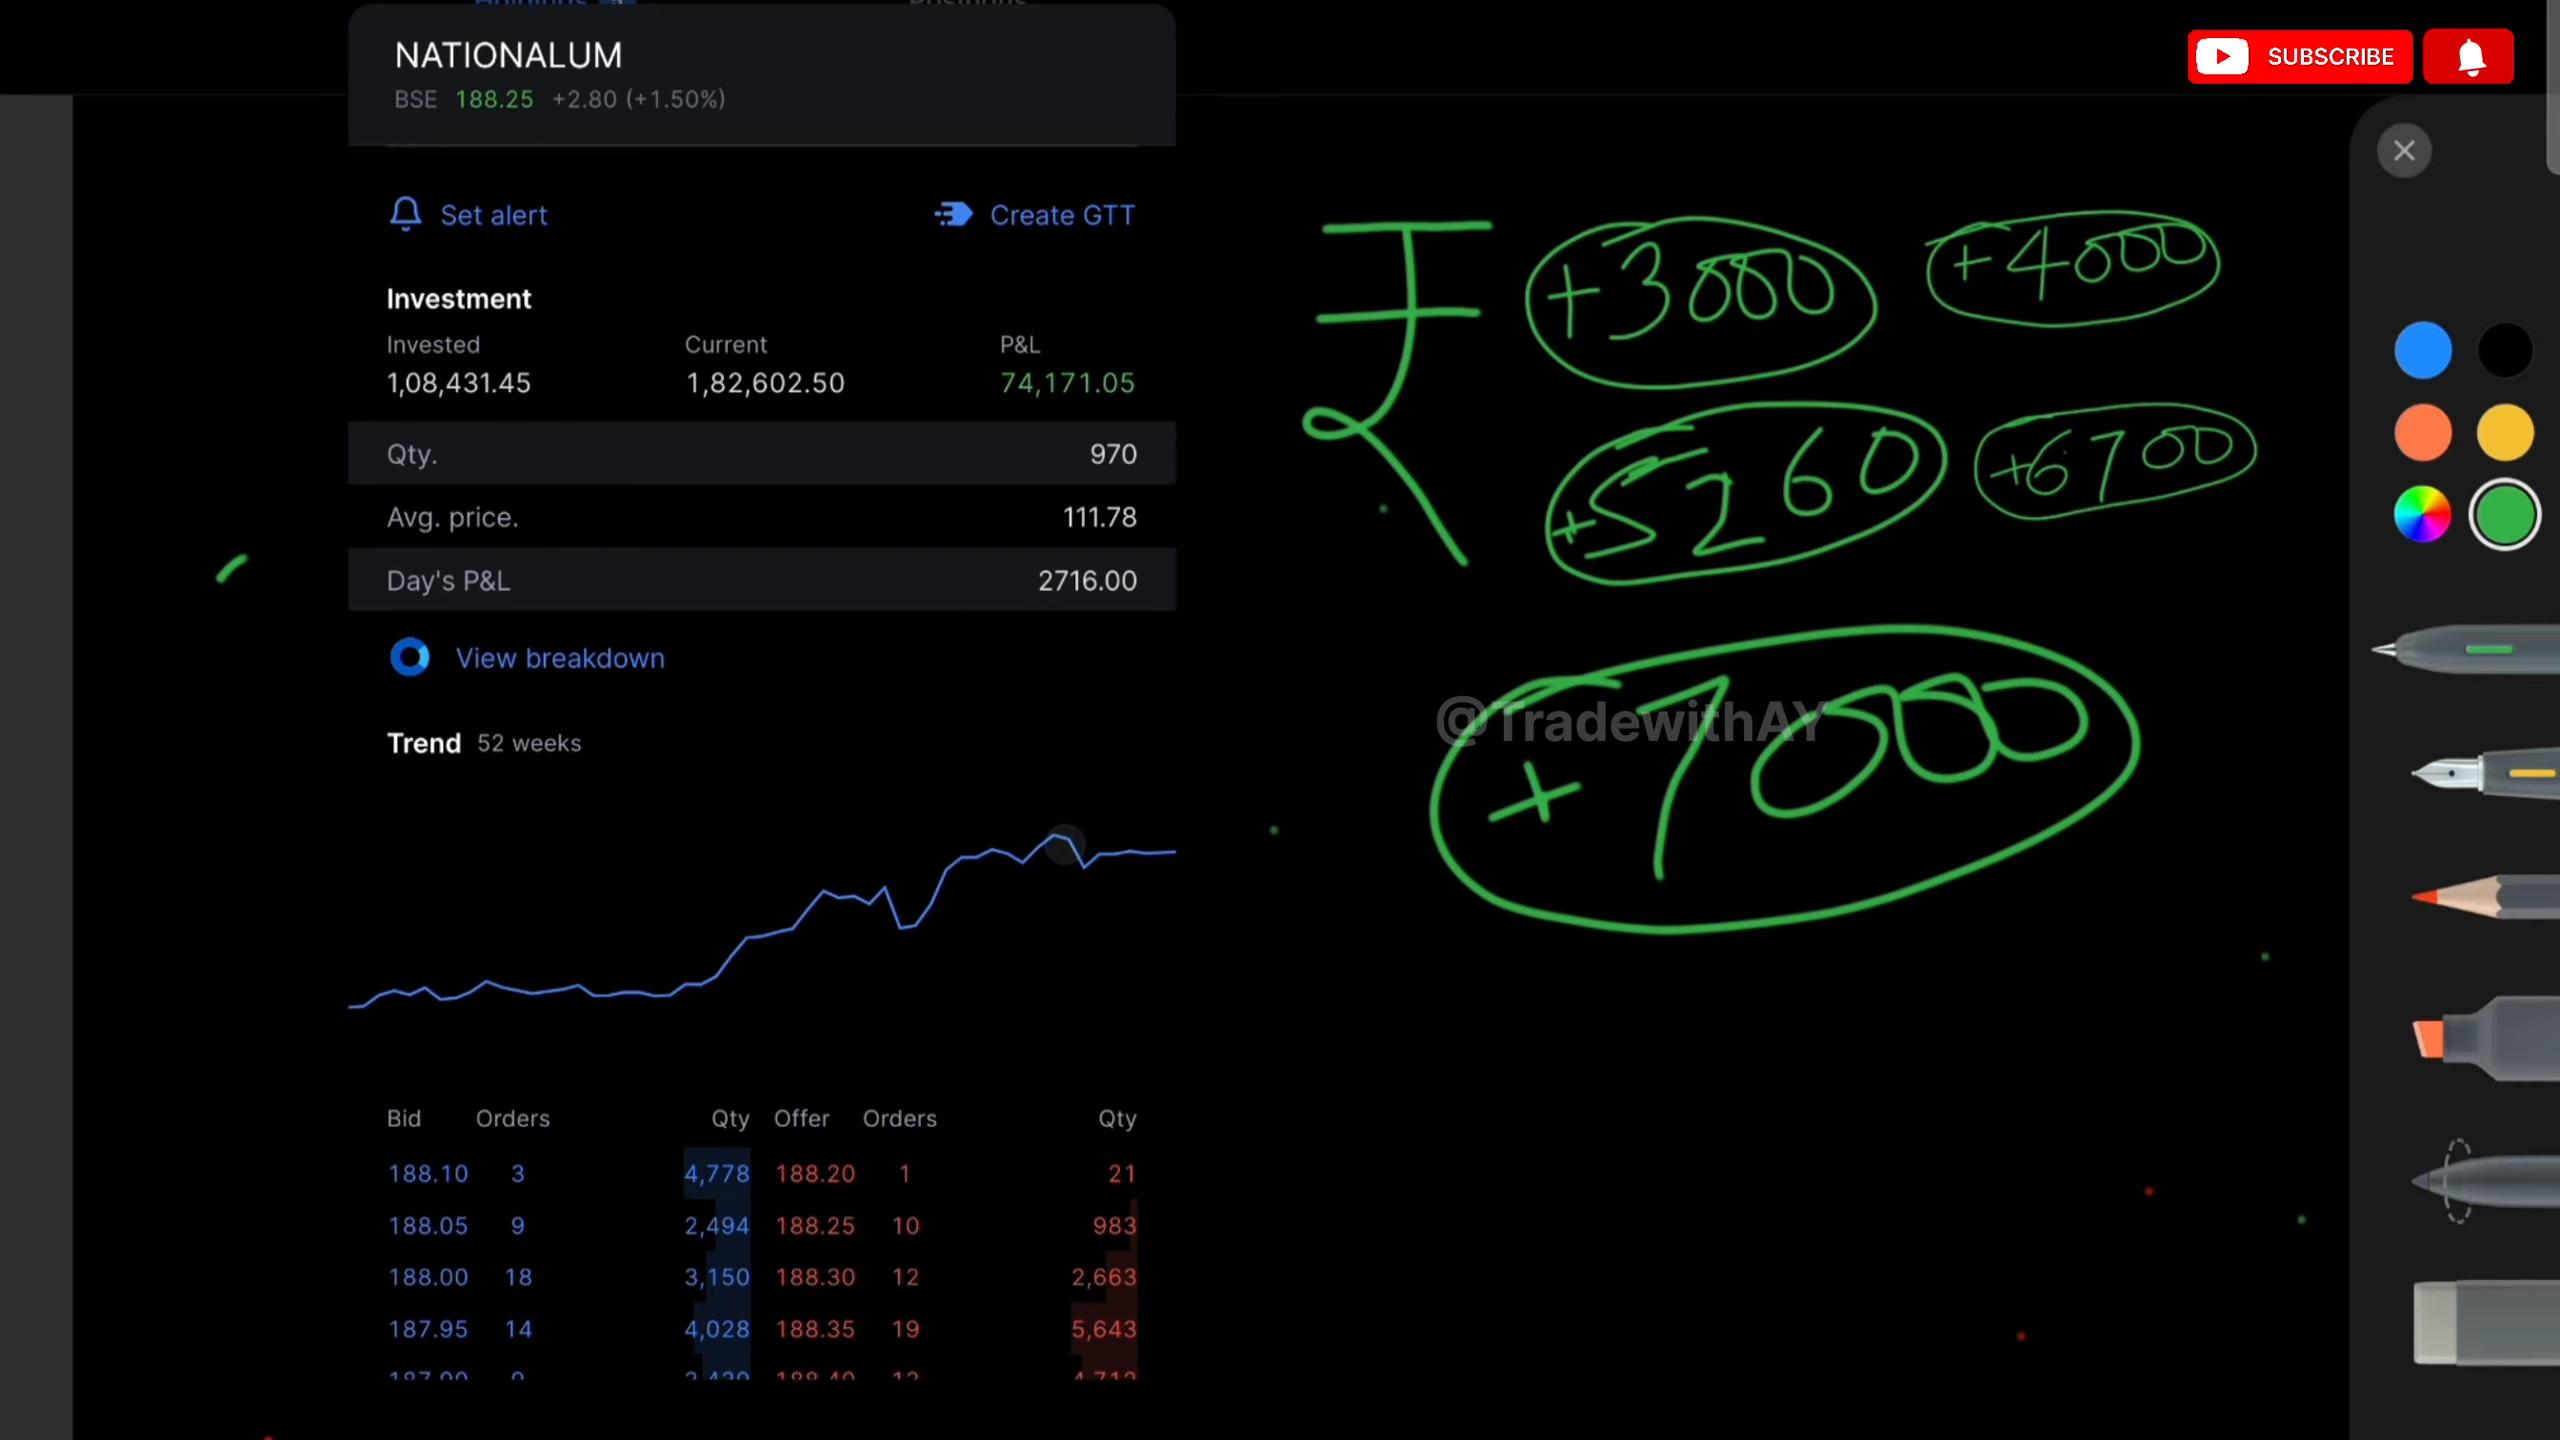 NATIONALUM
BSE 188.25 +2.80 (+1.50%)
SUBSCRIBE
Set alert Create GTT
Investment
Invested Current P&L
1,08,431.45 1,82,602.50 74,171.05
Qty. 970
Avg. price. 111.78
Day's P&L 2716.00
View breakdown
Trend 52 weeks
Bid Orders Qty Offer Orders Qty
188.10 3 4,778 188.20 1 21
188.05 9 2,494 188.25 10 983
188.00 18 3,150 188.30 12 2,663
187.95 14 4,028 188.35 19 5,643
₹ +3000 +4000
+5260 +6700
+7000
@TradewithAY